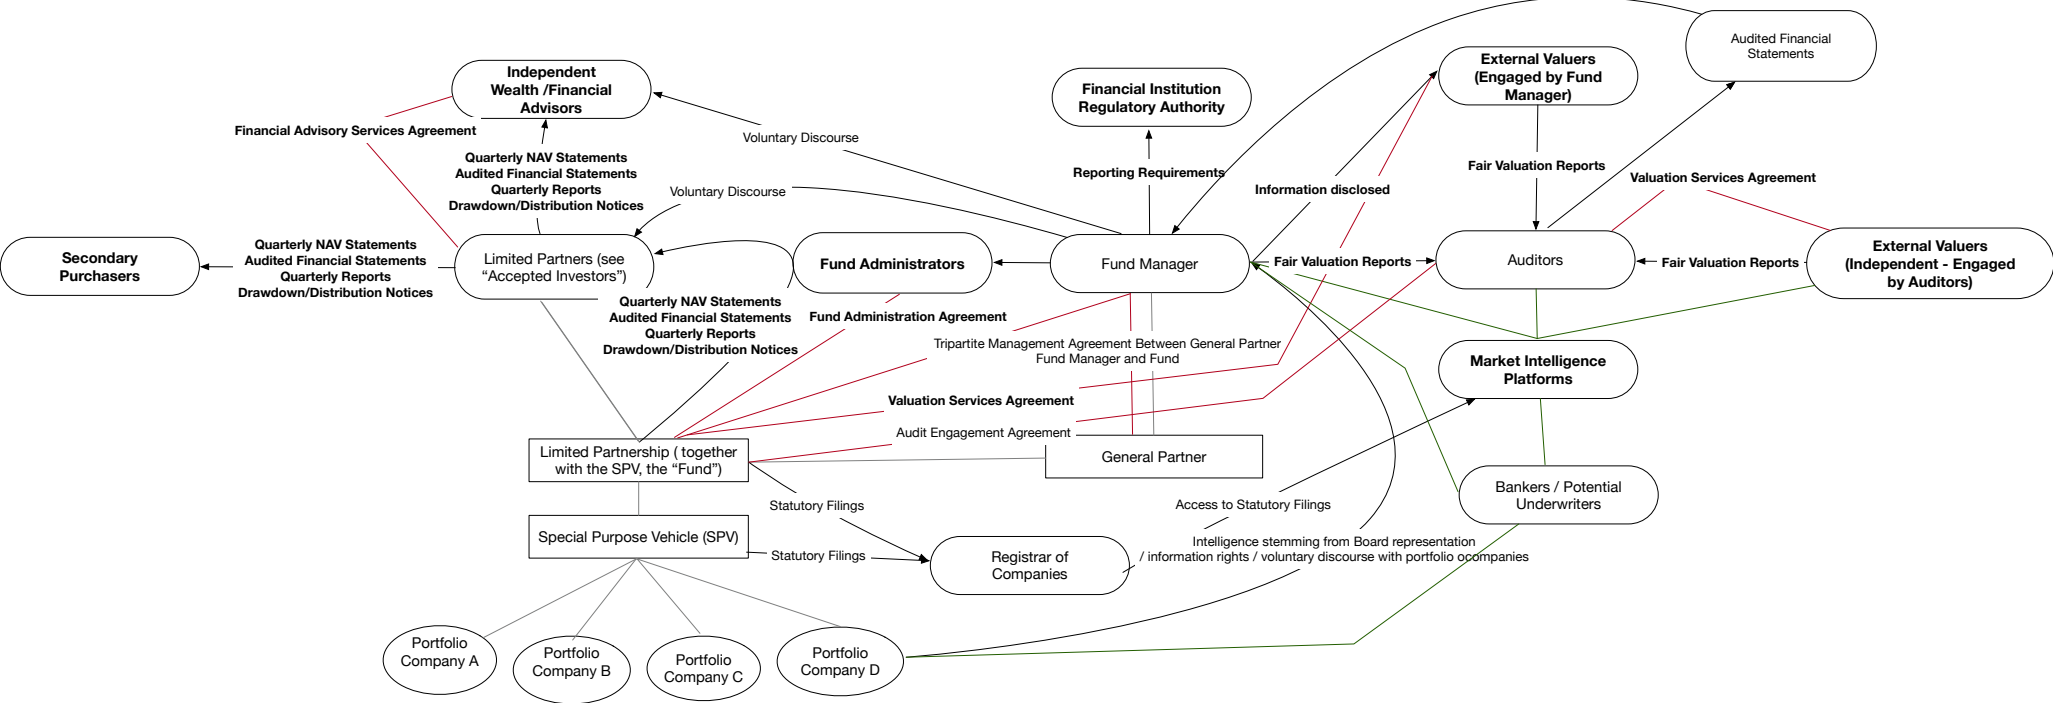 Audited Financial
Statements
External Valuers
(Engaged by Fund
Manager)
Independent
Wealth /Financial
Advisors
Financial Institution
Regulatory Authority
Financial Advisory Services Agreement
Voluntary Discourse
Quarterly NAV Statements
Audited Financial Statements
Quarterly Reports
Drawdown/Distribution Notices
Reporting Requirements
Fair Valuation Reports
Valuation Services Agreement
Voluntary Discourse
Information disclosed
Secondary
Purchasers
Quarterly NAV Statements
Audited Financial Statements
Quarterly Reports
Drawdown/Distribution Notices
Limited Partners (see
“Accepted Investors”)
Fund Administrators
Fund Manager
Fair Valuation Reports
Auditors
Fair Valuation Reports
External Valuers
(Independent - Engaged
by Auditors)
Quarterly NAV Statements
Audited Financial Statements
Quarterly Reports
Drawdown/Distribution Notices
Fund Administration Agreement
Tripartite Management Agreement Between General Partner
Fund Manager and Fund
Market Intelligence
Platforms
Valuation Services Agreement
Audit Engagement Agreement
Limited Partnership ( together
with the SPV, the “Fund”)
General Partner
Statutory Filings
Access to Statutory Filings
Bankers / Potential
Underwriters
Special Purpose Vehicle (SPV)
Statutory Filings
Registrar of
Companies
Intelligence stemming from Board representation
/ information rights / voluntary discourse with portfolio ocompanies
Portfolio
Company A
Portfolio
Company B
Portfolio
Company C
Portfolio
Company D